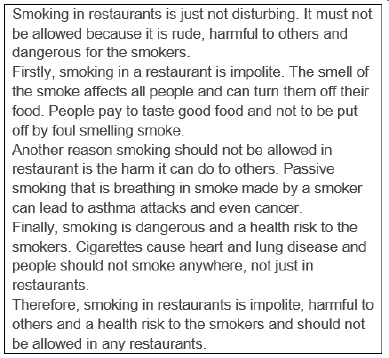 Smoking in restaurants is just not disturbing. It must not
be allowed because it is rude, harmful to others and
dangerous for the smokers.
Firstly, smoking in a restaurant is impolite. The smell of
the smoke affects all people and can turn them off their
food. People pay to taste good food and not to be put
off by foul smelling smoke.
Another reason smoking should not be allowed in
restaurant is the harm it can do to others. Passive
smoking that is breathing in smoke made by a smoker
can lead to asthma attacks and even cancer.
Finally, smoking is dangerous and a health risk to the
smokers. Cigarettes cause heart and lung disease and
people should not smoke anywhere, not just in
restaurants.
Therefore, smoking in restaurants is impolite, harmful to
others and a health risk to the smokers and should not
be allowed in any restaurants.